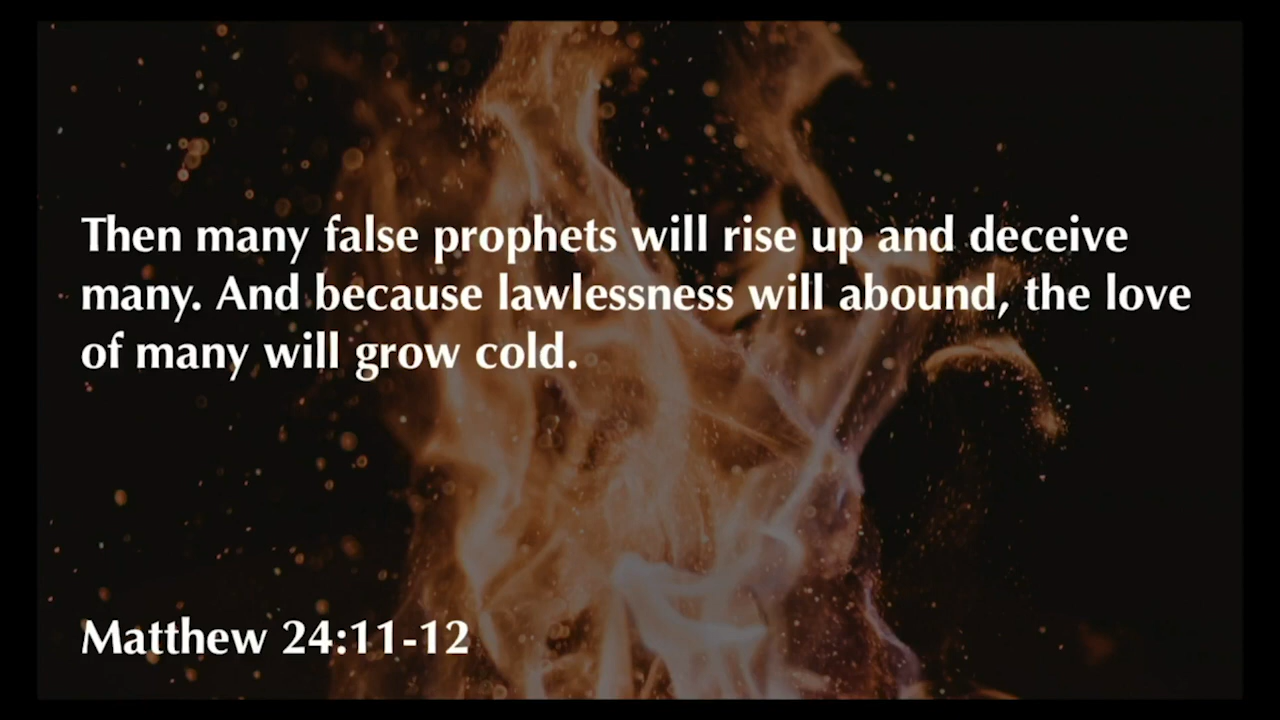 Then many false prophets will rise up and deceive
many. And because lawlessness will abound, the love
of many will grow cold.
Matthew 24:11-12